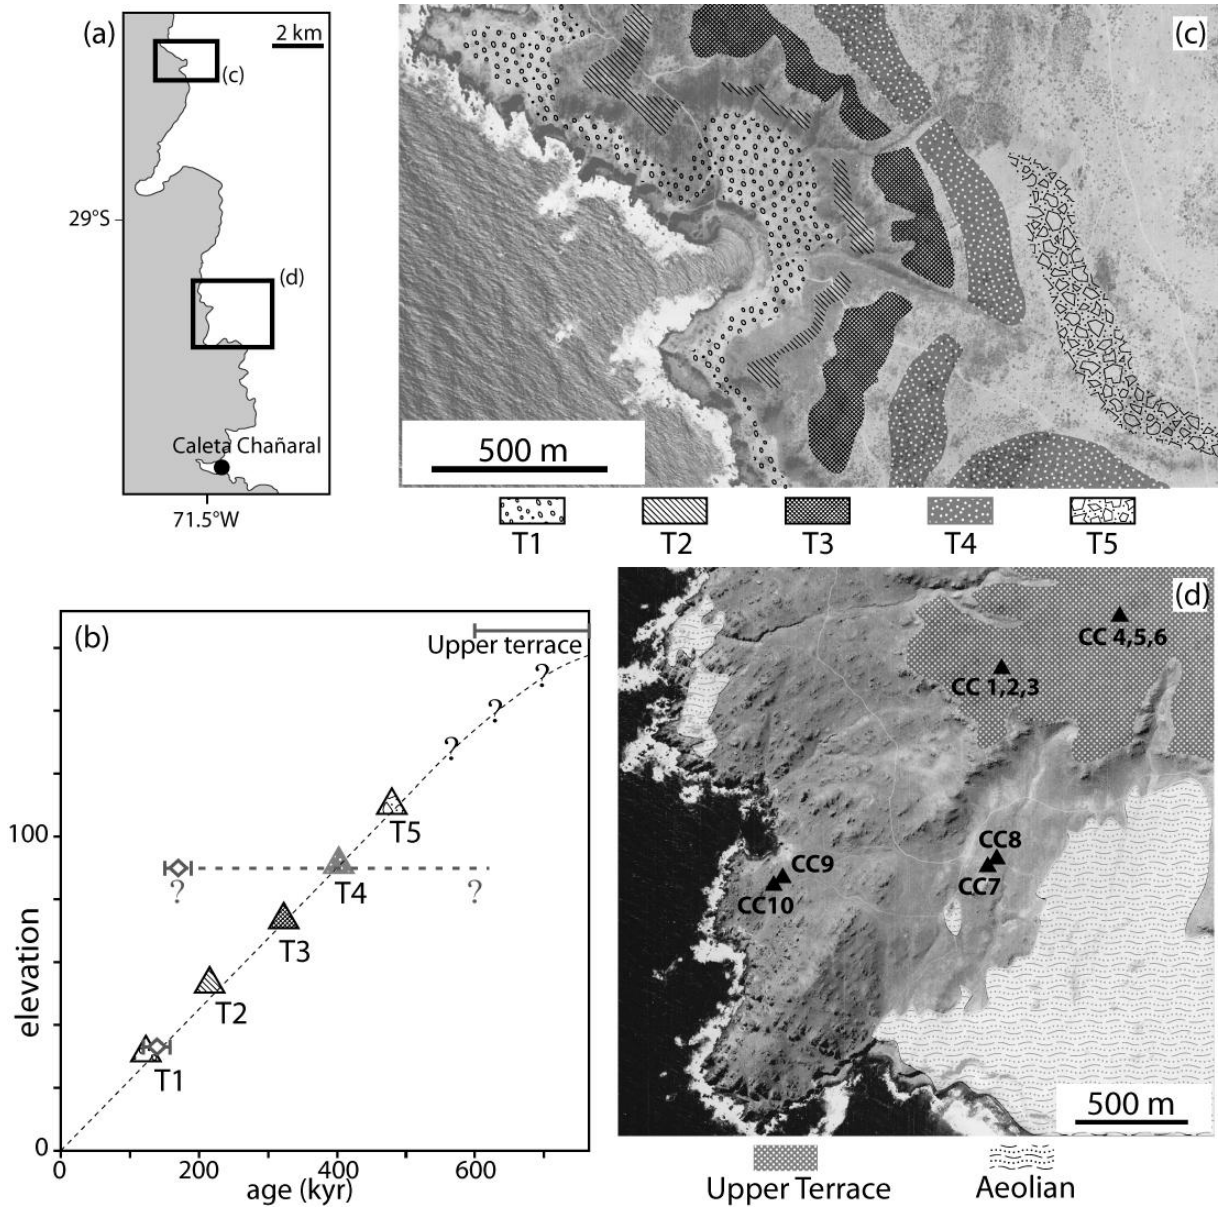 (a)
2 km
(c)
29°S
(d)
Caleta Chañaral
71.5°W
(c)
500 m
T1
T2
T3
T4
T5
(b)
Upper terrace
?
?
?
T5
100
T4
?
?
T3
T2
T1
elevation
0
0
200
400
600
age (kyr)
(d)
CC 4,5,6
CC 1,2,3
CC8
CC9
CC7
CC10
500 m
Upper Terrace
Aeolian